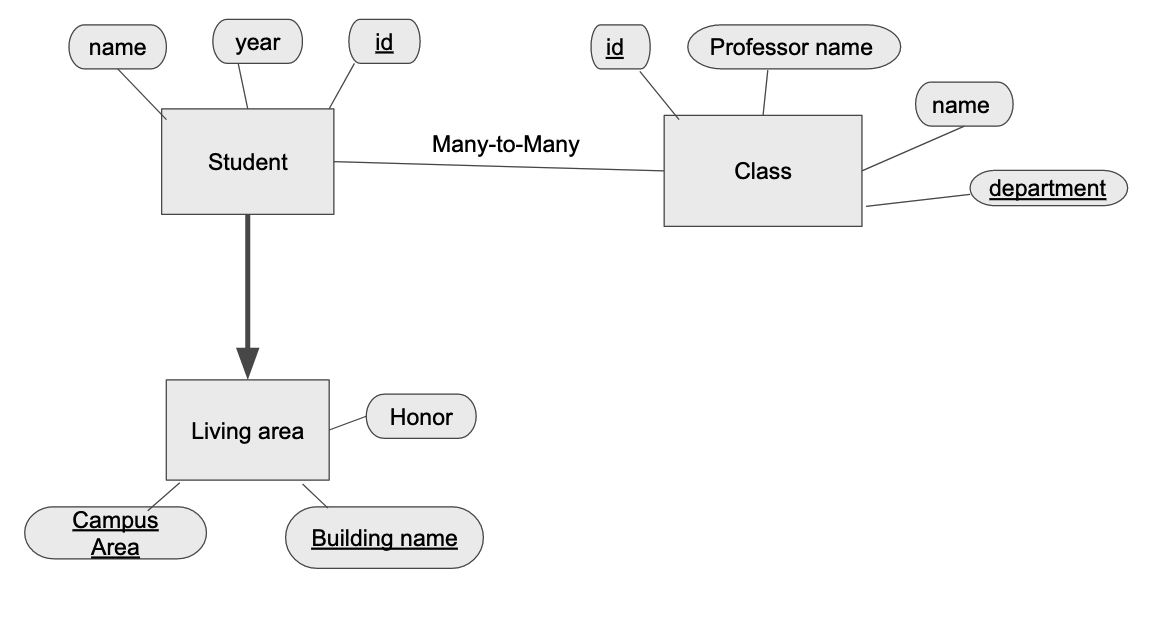 name
year
id
id
Professor name
name
Many-to-Many
Student
Class
department
Living area
Honor
Campus
Area
Building name